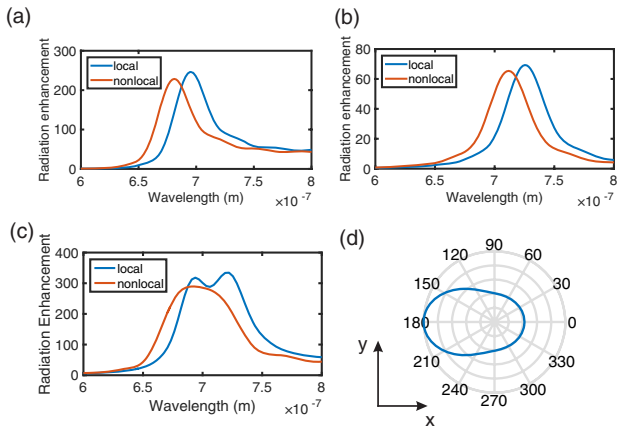 (a)
300
200
100
0
Radiation enhancement
local
nonlocal
6 6.5 7 7.5 8
Wavelength (m) ×10⁻⁷
(b)
80
60
40
20
0
Radiation enhancement
local
nonlocal
6 6.5 7 7.5 8
Wavelength (m) ×10⁻⁷
(c)
400
300
200
100
0
Radiation Enhancement
local
nonlocal
6 6.5 7 7.5 8
Wavelength (m) ×10⁻⁷
(d)
90
120 60
150 30
180 0
210 330
240 300
270
y
x